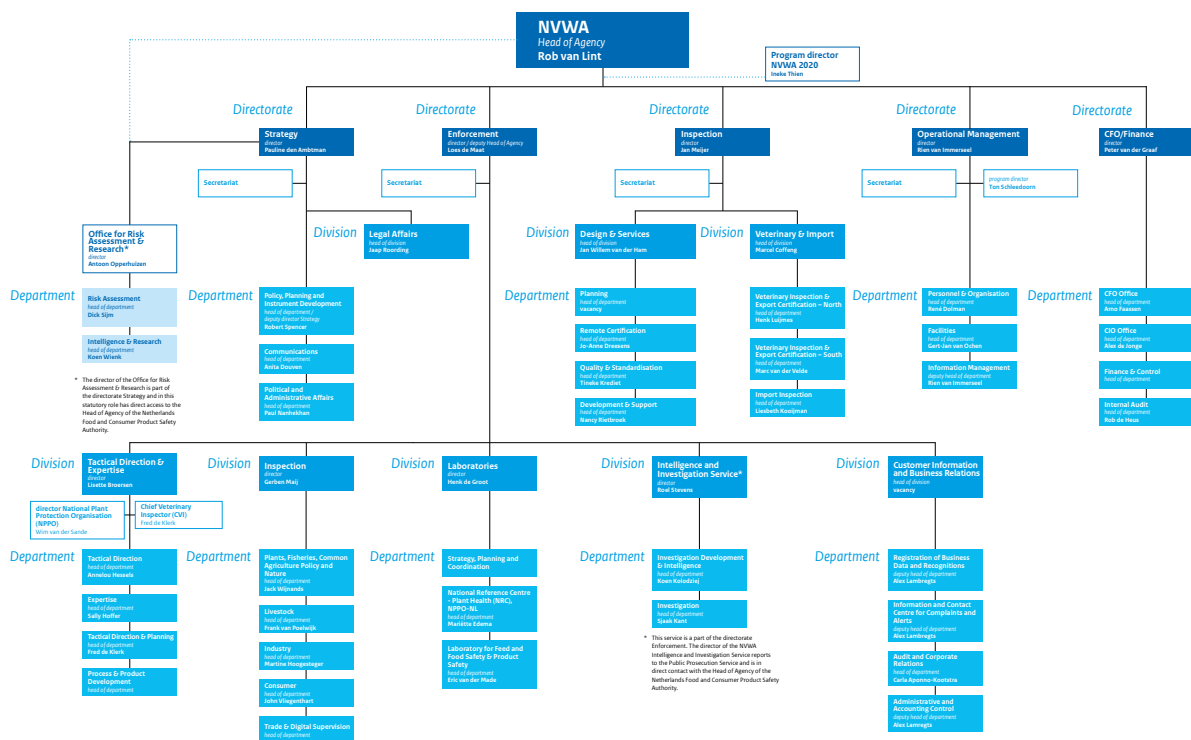 NVWA
Head of Agency
Rob van Lint
Program director
NVWA 2020
Ineke Thien
Directorate
Directorate
Directorate
Directorate
Directorate
Strategy
director
Pauline den Ambtman
Enforcement
director / deputy Head of Agency
Loes de Maat
Inspection
director
Jan Meijer
Operational Management
director
Rien van Immerseel
CFO/Finance
director
Peter van der Graaf
Secretariat
Secretariat
Secretariat
Secretariat
program director
Ton Schleedoorn
Office for Risk
Assessment &
Research*
director
Antoon Opperhuizen
Division
Legal Affairs
head of division
Jaap Roording
Division
Design & Services
head of division
Jan Willem van der Ham
Division
Veterinary & Import
head of division
Marcel Coffeng
Department
Risk Assessment
head of department
Dick Sijm
Intelligence & Research
head of department
Koen Wienk
* The director of the Office for Risk
Assessment & Research is part of
the directorate Strategy and in this
statutory role has direct access to the
Head of Agency of the Netherlands
Food and Consumer Product Safety
Authority.
Department
Policy, Planning and
Instrument Development
head of department /
deputy director Strategy
Robert Spencer
Communications
head of department
Anita Douven
Political and
Administrative Affairs
head of department
Paul Nanhekhan
Department
Planning
head of department
vacancy
Remote Certification
head of department
Jo-Anne Dressens
Quality & Standardisation
head of department
Tineke Krediet
Development & Support
head of department
Nancy Rietbroek
Veterinary Inspection &
Export Certification – North
head of department
Henk Luijmes
Veterinary Inspection &
Export Certification – South
head of department
Marc van der Velde
Import Inspection
head of department
Liesbeth Kooijman
Department
Personnel & Organisation
head of department
René Dolman
Facilities
head of department
Gert-Jan van Ochen
Information Management
deputy head of department
Rien van Immerseel
Department
CFO Office
head of department
Arno Faassen
CIO Office
head of department
Alex de Jonge
Finance & Control
head of department
Internal Audit
head of department
Rob de Heus
Division
Tactical Direction &
Expertise
director
Lisette Broersen
Division
Inspection
director
Gerben Maij
Division
Laboratories
director
Henk de Groot
Division
Intelligence and
Investigation Service*
director
Roel Stevens
Division
Customer Information
and Business Relations
head of division
vacancy
director National Plant
Protection Organisation
(NPPO)
Wim van der Sande
Chief Veterinary
Inspector (CVI)
Fred de Klerk
Department
Tactical Direction
head of department
Annelou Hessels
Expertise
head of department
Sally Hoffer
Tactical Direction & Planning
head of department
Fred de Klerk
Process & Product
Development
head of department
Department
Plants, Fisheries, Common
Agriculture Policy and
Nature
head of department
Jack Wijnands
Livestock
head of department
Frank van Poelwijk
Industry
head of department
Martine Hoogesteger
Consumer
head of department
John Vliegenthart
Trade & Digital Supervision
head of department
Department
Strategy, Planning and
Coordination
National Reference Centre
- Plant Health (NRC),
NPPO-NL
head of department
Mariëtta Edema
Laboratory for Feed and
Food Safety & Product
Safety
head of department
Eric van der Made
Department
Investigation Development
& Intelligence
head of department
Koen Kolodziej
Investigation
head of department
Sjaak Kant
* This service is a part of the directorate
Enforcement. The director of the NVWA
Intelligence and Investigation Service reports
to the Public Prosecution Service and is in
direct contact with the Head of Agency of the
Netherlands Food and Consumer Product Safety
Authority.
Department
Registration of Business
Data and Recognitions
deputy head of department
Alex Lambregts
Information and Contact
Centre for Complaints and
Alerts
deputy head of department
Alex Lambregts
Audit and Corporate
Relations
head of department
Carla Aponno-Kootstra
Administrative and
Accounting Control
deputy head of department
Alex Lamregts